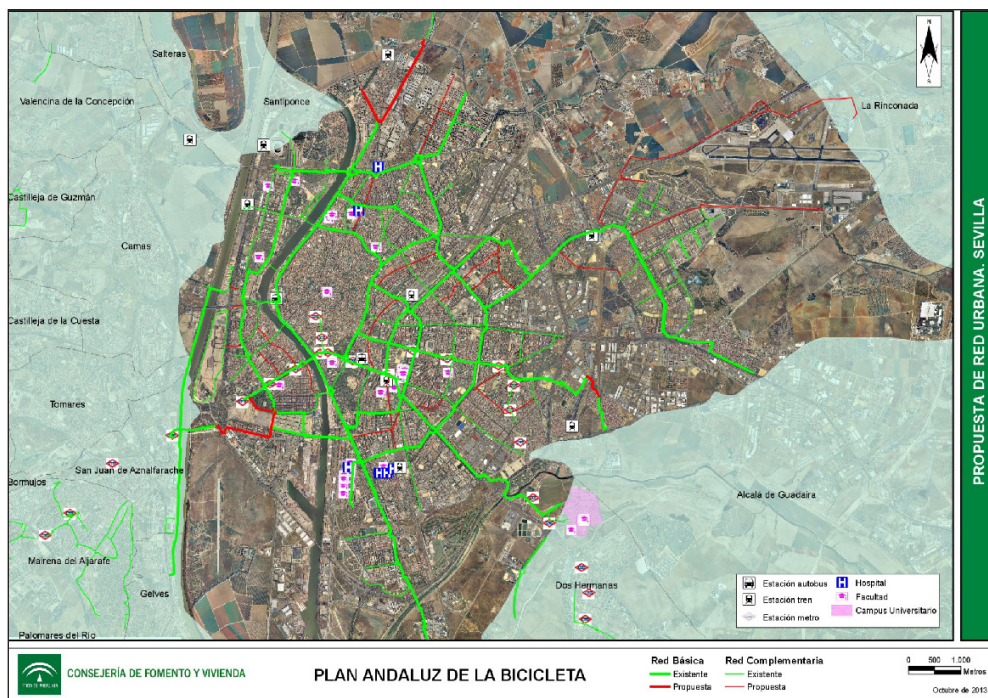 Salteras
Valencina de la Concepción
Santiponce
La Rinconada
Castilleja de Guzmán
Camas
Castilleja de la Cuesta
Tomares
San Juan de Aznalfarache
Bormujos
Alcalá de Guadaira
Mairena del Aljarafe
Gelves
Dos Hermanas
Palomares del Río
N
S
PROPUESTA DE RED URBANA. SEVILLA
Estación autobus
Estación tren
Estación metro
H Hospital
Facultad
Campus Universitario
CONSEJERÍA DE FOMENTO Y VIVIENDA
PLAN ANDALUZ DE LA BICICLETA
Red Básica
Existente
Propuesta
Red Complementaria
Existente
Propuesta
0 500 1.000
Metros
Octubre de 2013